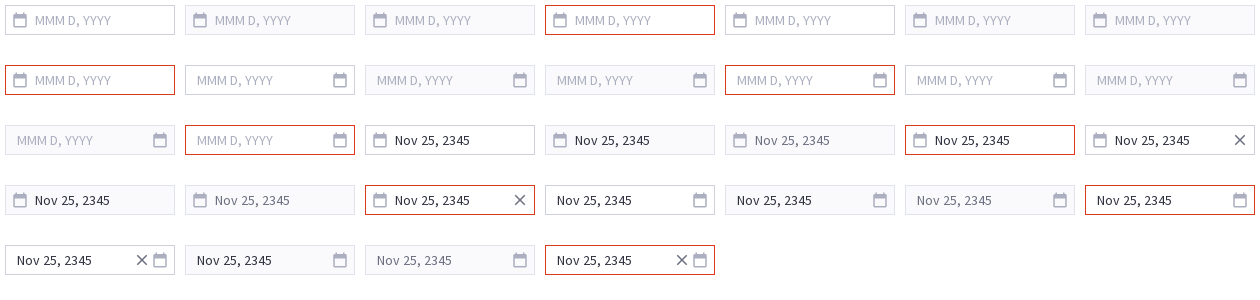 MMM D, YYYY MMM D, YYYY MMM D, YYYY MMM D, YYYY MMM D, YYYY MMM D, YYYY MMM D, YYYY
MMM D, YYYY MMM D, YYYY MMM D, YYYY MMM D, YYYY MMM D, YYYY MMM D, YYYY MMM D, YYYY
MMM D, YYYY MMM D, YYYY Nov 25, 2345 Nov 25, 2345 Nov 25, 2345 Nov 25, 2345 Nov 25, 2345
Nov 25, 2345 Nov 25, 2345 Nov 25, 2345 Nov 25, 2345 Nov 25, 2345 Nov 25, 2345 Nov 25, 2345
Nov 25, 2345 Nov 25, 2345 Nov 25, 2345 Nov 25, 2345